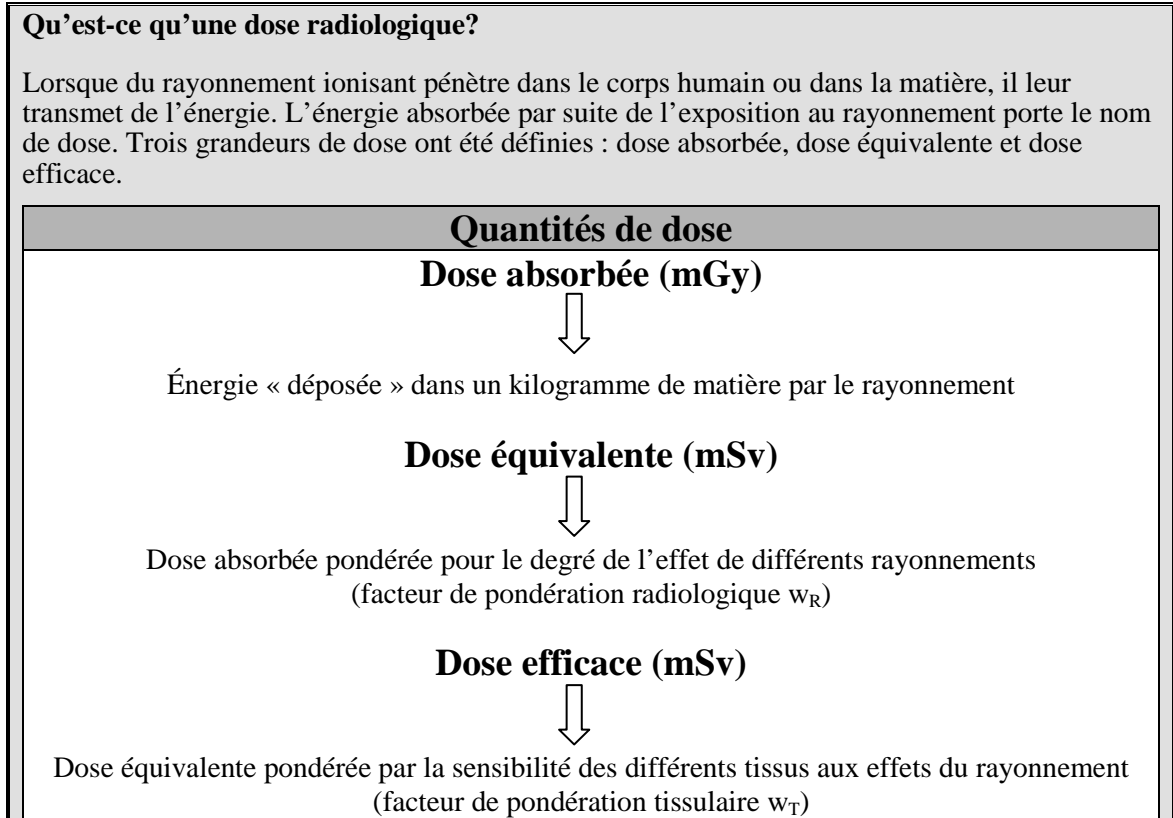 Qu’est-ce qu’une dose radiologique?
Lorsque du rayonnement ionisant pénètre dans le corps humain ou dans la matière, il leur
transmet de l’énergie. L’énergie absorbée par suite de l’exposition au rayonnement porte le nom
de dose. Trois grandeurs de dose ont été définies : dose absorbée, dose équivalente et dose
efficace.
Quantités de dose
Dose absorbée (mGy)
Énergie « déposée » dans un kilogramme de matière par le rayonnement
Dose équivalente (mSv)
Dose absorbée pondérée pour le degré de l’effet de différents rayonnements
(facteur de pondération radiologique wR)
Dose efficace (mSv)
Dose équivalente pondérée par la sensibilité des différents tissus aux effets du rayonnement
(facteur de pondération tissulaire wT)